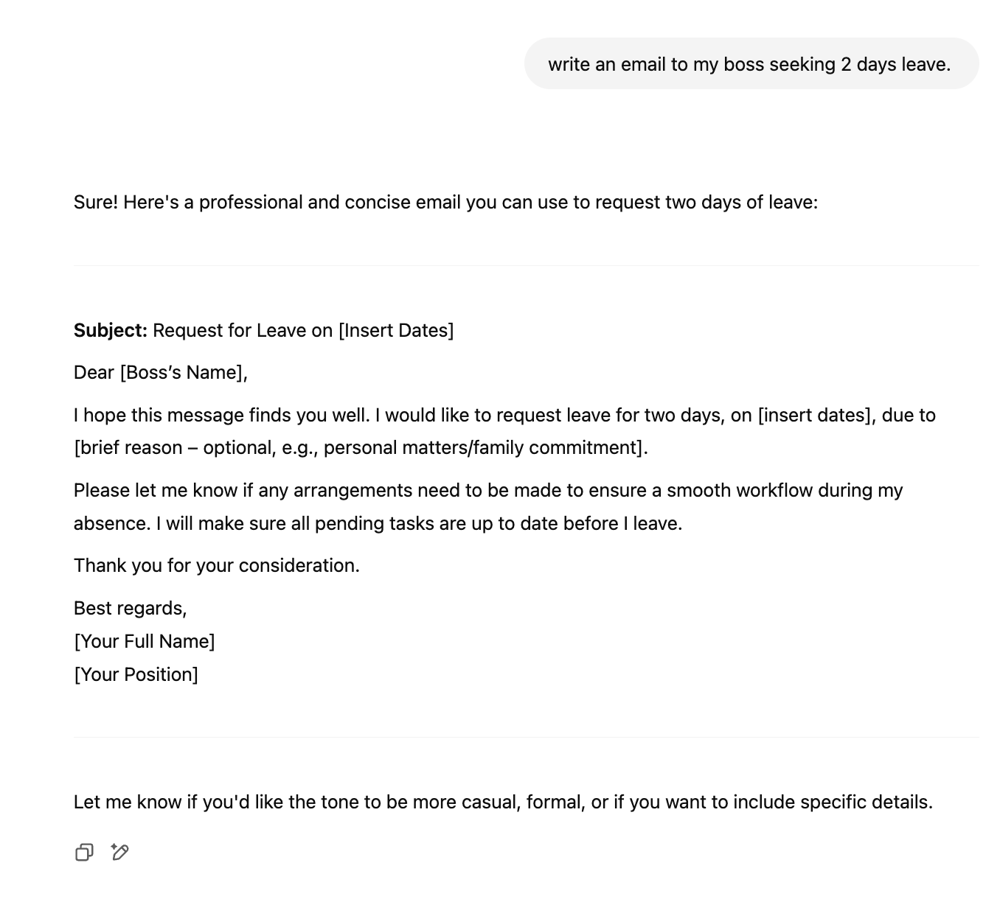 write an email to my boss seeking 2 days leave.
Sure! Here's a professional and concise email you can use to request two days of leave:
Subject: Request for Leave on [Insert Dates]
Dear [Boss’s Name],
I hope this message finds you well. I would like to request leave for two days, on [insert dates], due to
[brief reason – optional, e.g., personal matters/family commitment].
Please let me know if any arrangements need to be made to ensure a smooth workflow during my
absence. I will make sure all pending tasks are up to date before I leave.
Thank you for your consideration.
Best regards,
[Your Full Name]
[Your Position]
Let me know if you'd like the tone to be more casual, formal, or if you want to include specific details.